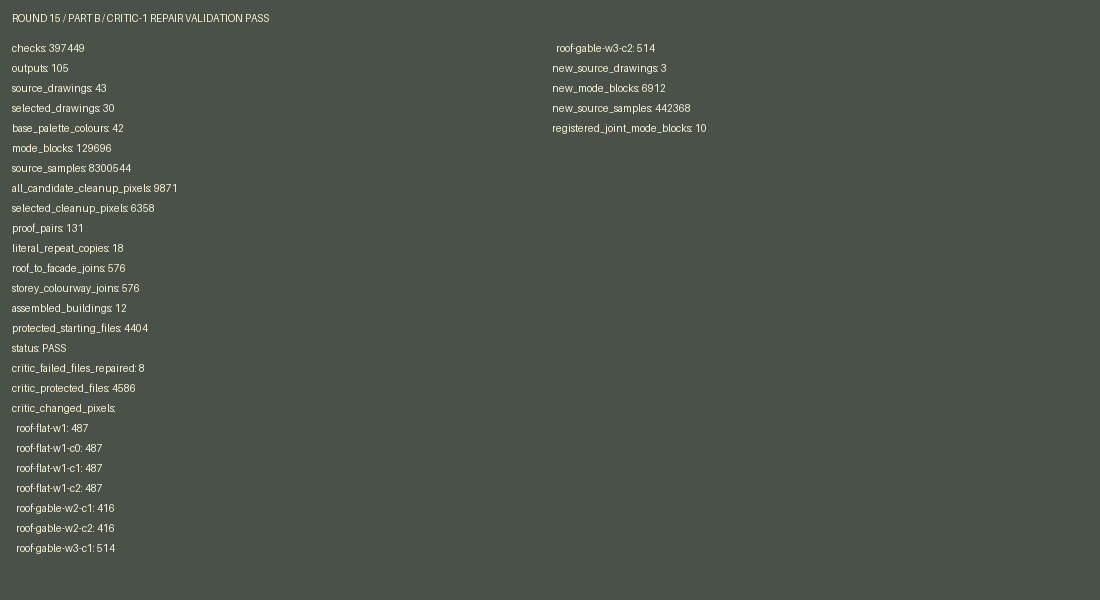 ROUND 15 / PART B / CRITIC-1 REPAIR VALIDATION PASS
checks: 397449
outputs: 105
source_drawings: 43
selected_drawings: 30
base_palette_colours: 42
mode_blocks: 129696
source_samples: 8300544
all_candidate_cleanup_pixels: 9871
selected_cleanup_pixels: 6358
proof_pairs: 131
literal_repeat_copies: 18
roof_to_facade_joins: 576
storey_colourway_joins: 576
assembled_buildings: 12
protected_starting_files: 4404
status: PASS
critic_failed_files_repaired: 8
critic_protected_files: 4586
critic_changed_pixels:
roof-flat-w1: 487
roof-flat-w1-c0: 487
roof-flat-w1-c1: 487
roof-flat-w1-c2: 487
roof-gable-w2-c1: 416
roof-gable-w2-c2: 416
roof-gable-w3-c1: 514
roof-gable-w3-c2: 514
new_source_drawings: 3
new_mode_blocks: 6912
new_source_samples: 442368
registered_joint_mode_blocks: 10